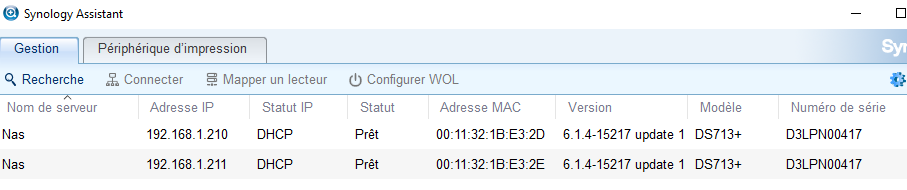 Synology Assistant
Gestion Périphérique d'impression
Recherche Connecter Mapper un lecteur Configurer WOL
Nom de serveur Adresse IP Statut IP Statut Adresse MAC Version Modèle Numéro de série
Nas 192.168.1.210 DHCP Prêt 00:11:32:1B:E3:2D 6.1.4-15217 update 1 DS713+ D3LPN00417
Nas 192.168.1.211 DHCP Prêt 00:11:32:1B:E3:2E 6.1.4-15217 update 1 DS713+ D3LPN00417